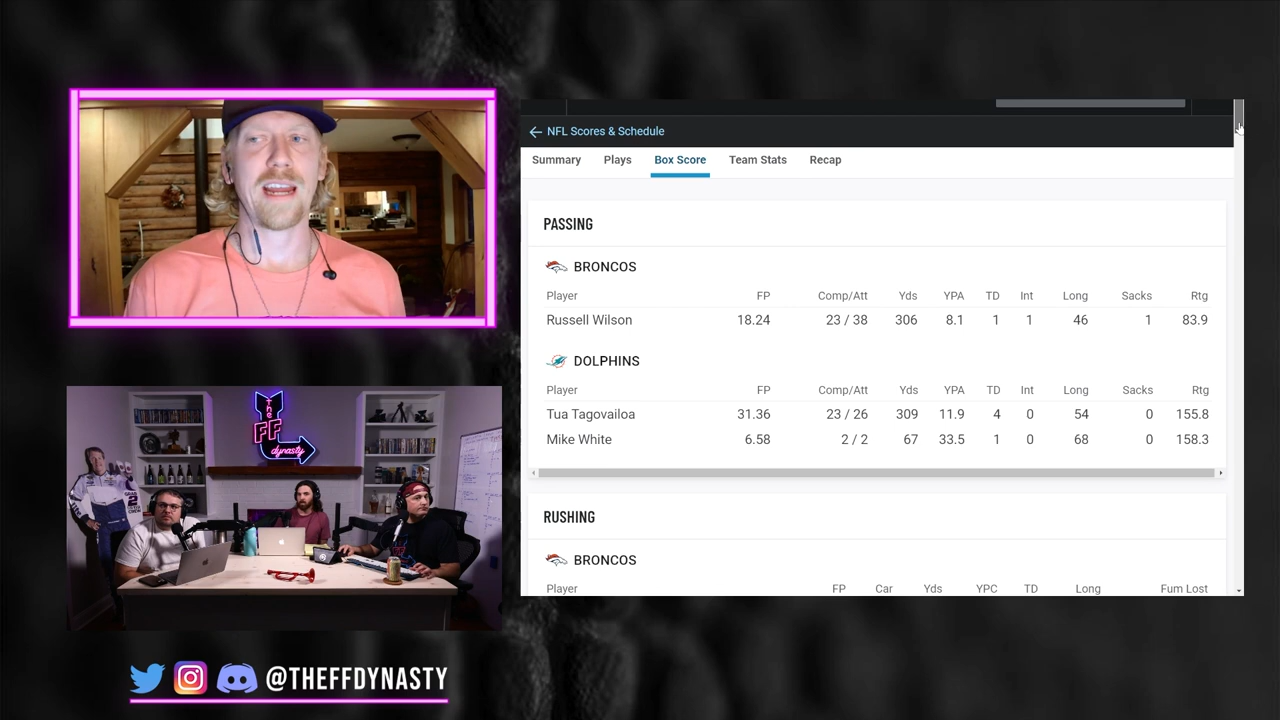 ← NFL Scores & Schedule
Summary Plays Box Score Team Stats Recap
PASSING
BRONCOS
Player FP Comp/Att Yds YPA TD Int Long Sacks Rtg
Russell Wilson 18.24 23 / 38 306 8.1 1 1 46 1 83.9
DOLPHINS
Player FP Comp/Att Yds YPA TD Int Long Sacks Rtg
Tua Tagovailoa 31.36 23 / 26 309 11.9 4 0 54 0 155.8
Mike White 6.58 2 / 2 67 33.5 1 0 68 0 158.3
RUSHING
BRONCOS
Player FP Car Yds YPC TD Long Fum Lost
The
FF
dynasty
@THEFFDYNASTY